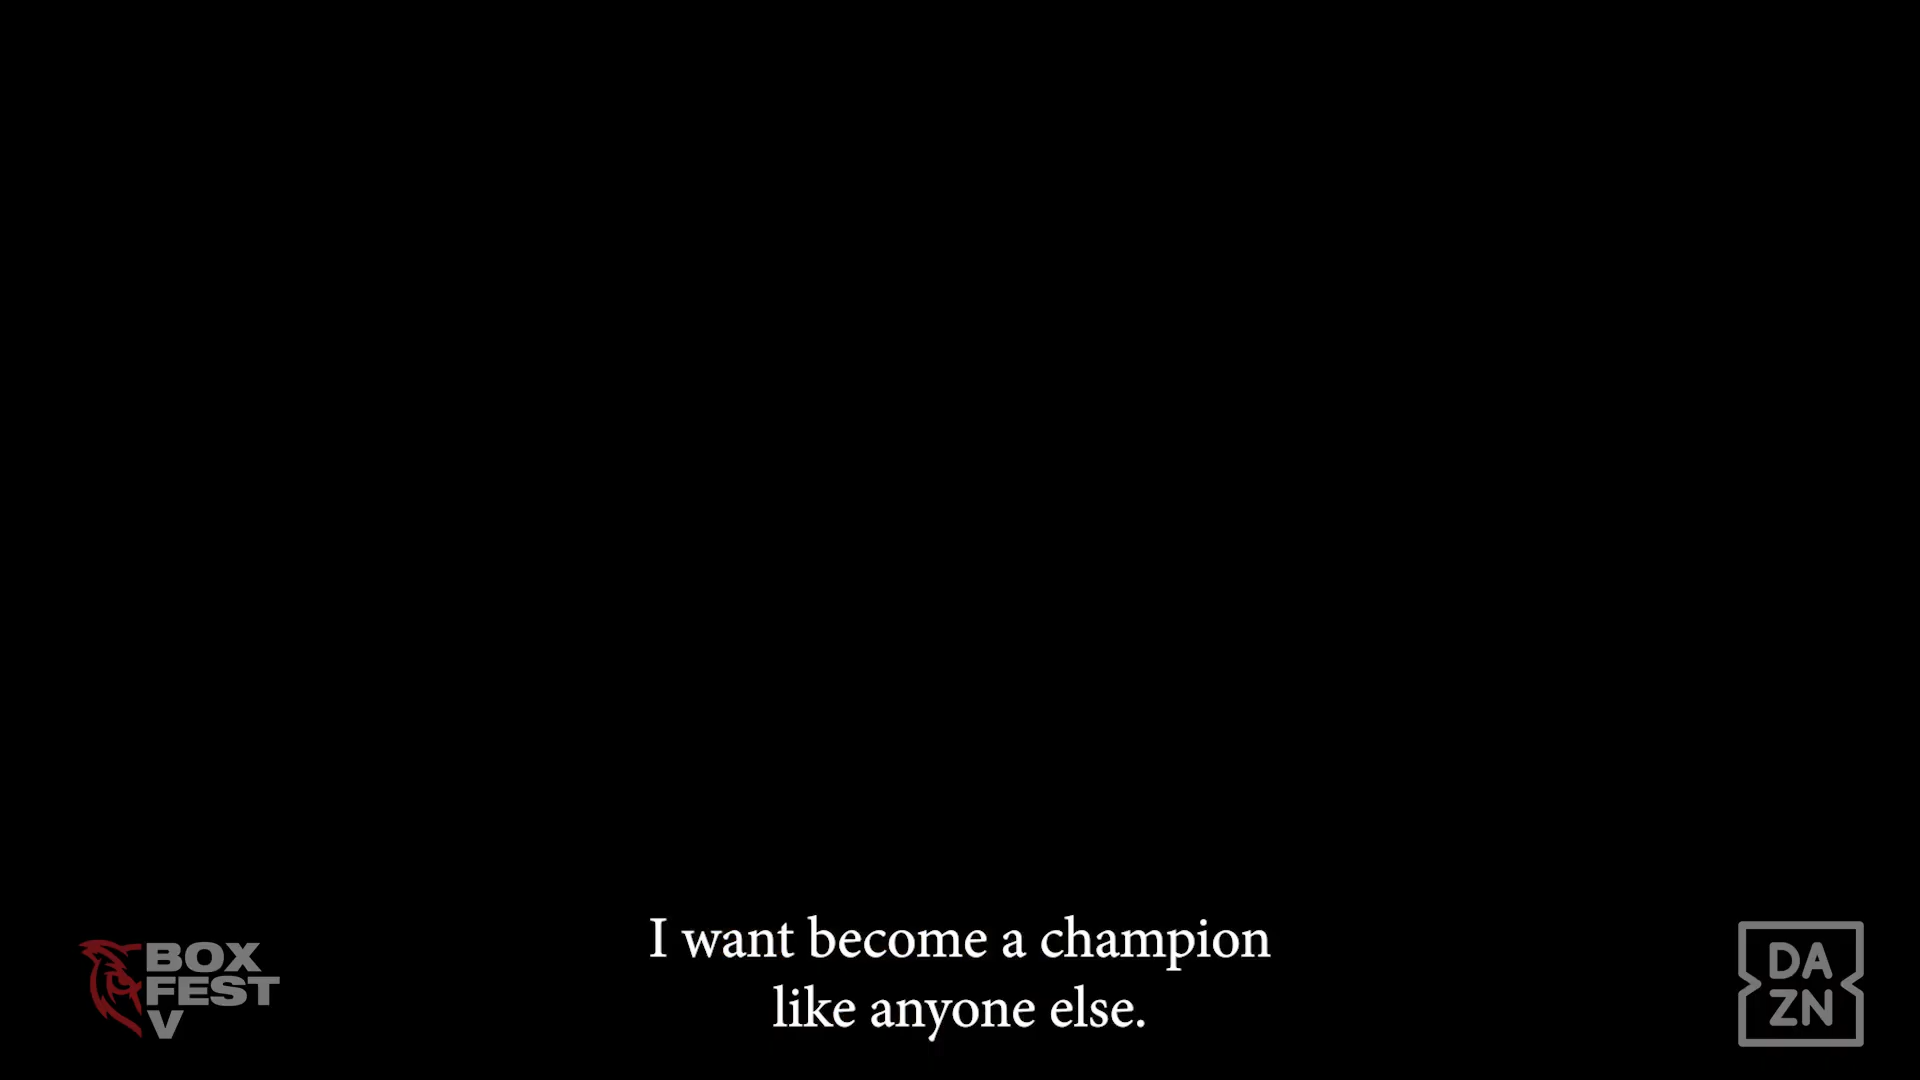 I want become a champion
like anyone else.
BOX
FEST
V
DA
ZN